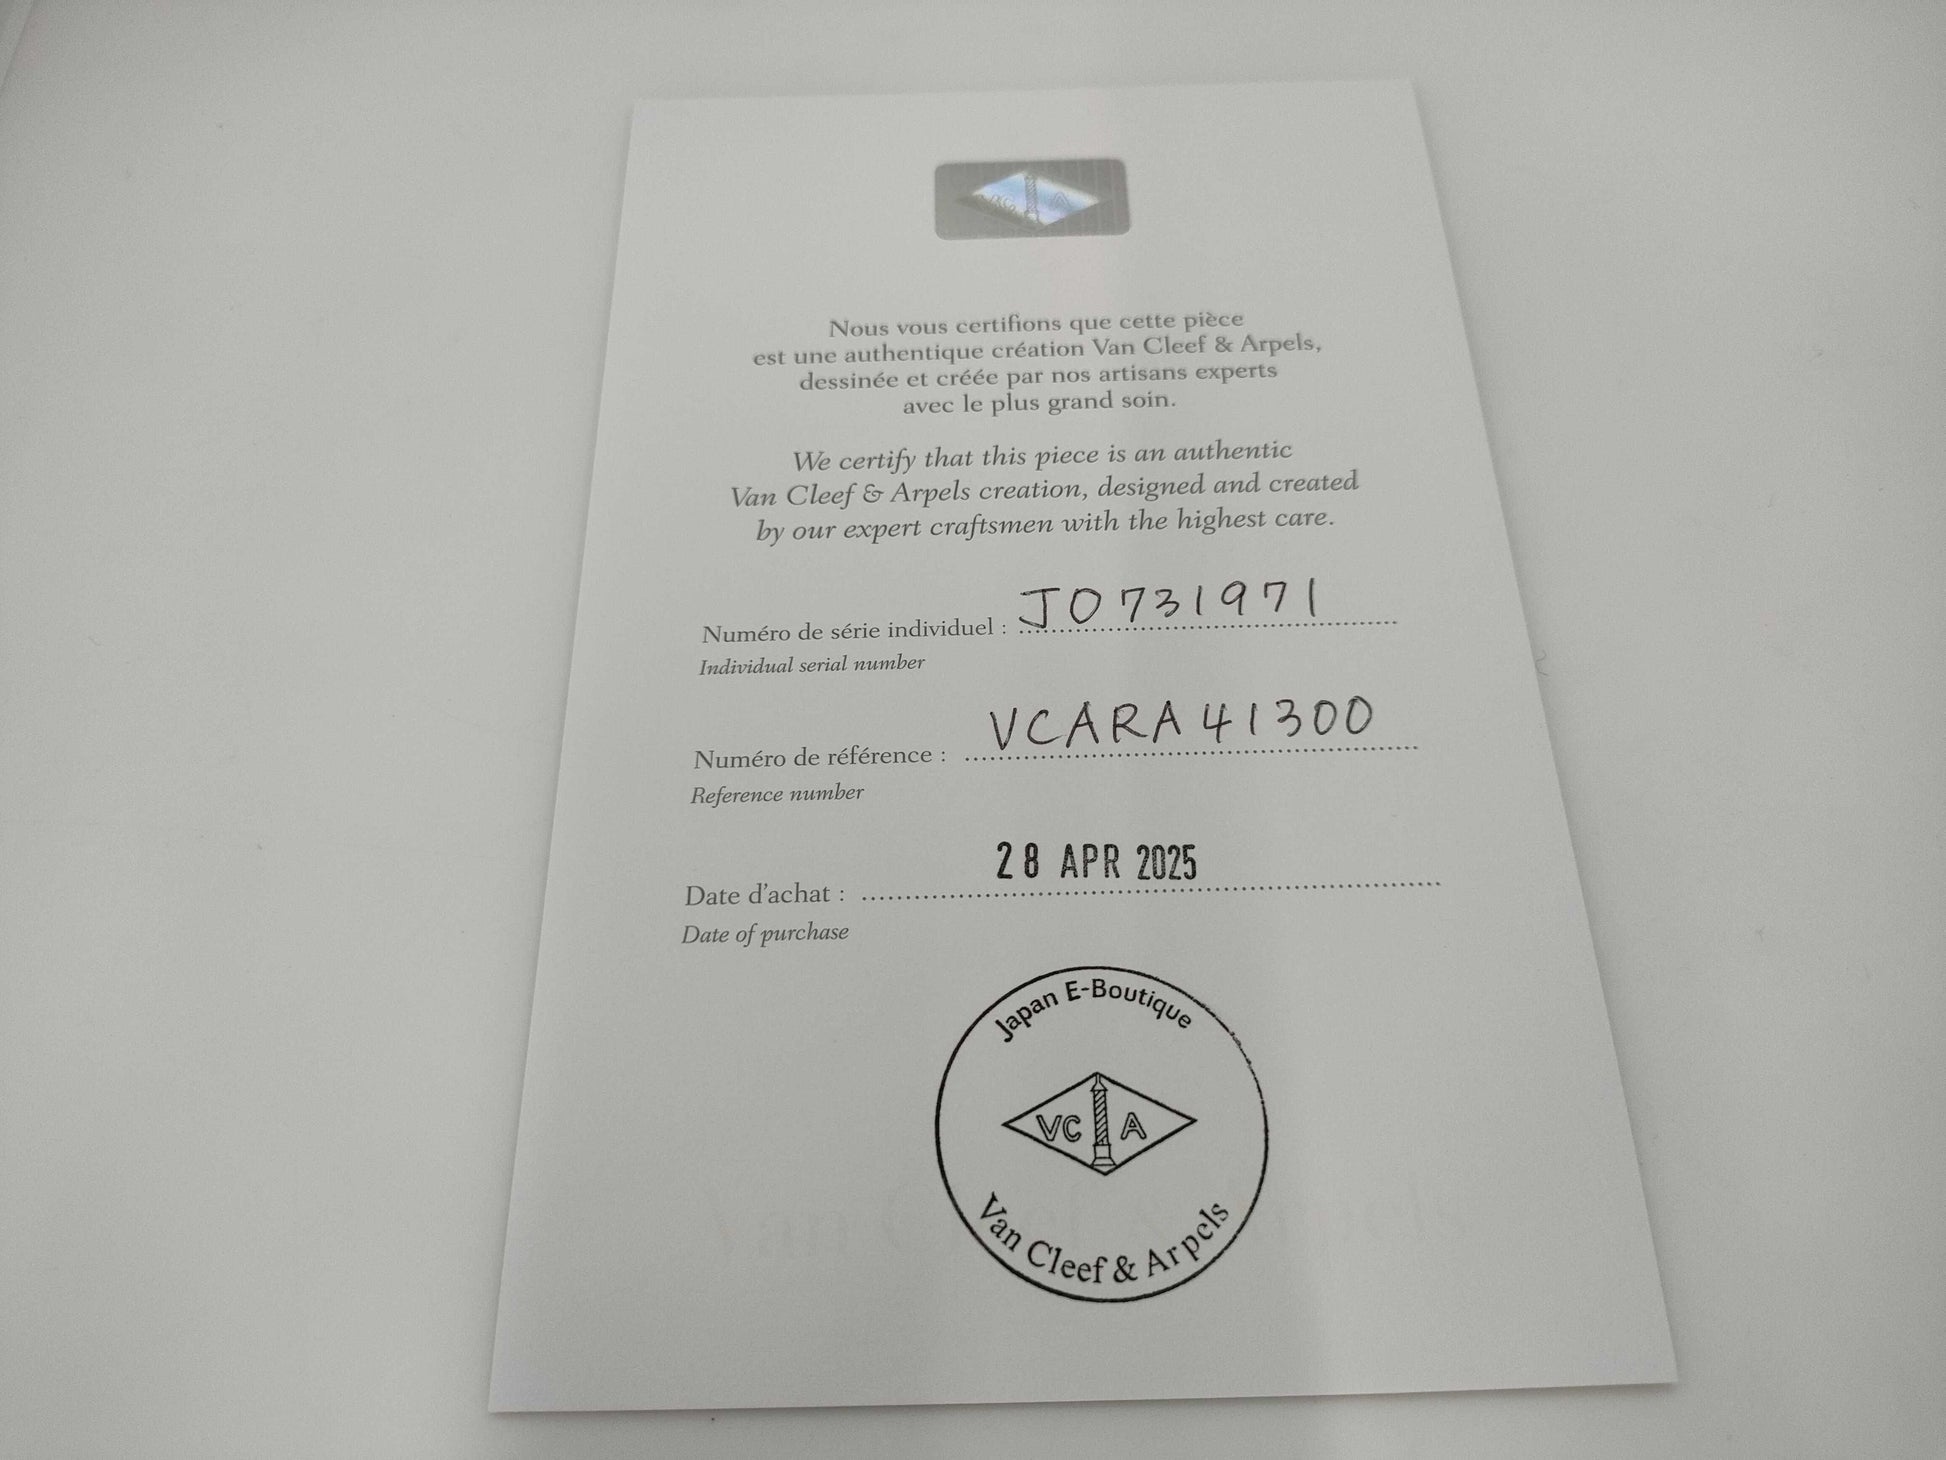 Nous vous certifions que cette pièce
est une authentique création Van Cleef & Arpels,
dessinée et créée par nos artisans experts
avec le plus grand soin.
We certify that this piece is an authentic
Van Cleef & Arpels creation, designed and created
by our expert craftsmen with the highest care.
Numéro de série individuel : JO731971
Individual serial number
Numéro de référence : VCARA41300
Reference number
28 APR 2025
Date d'achat :
Date of purchase
Japan E-Boutique
VC A
Van Cleef & Arpels